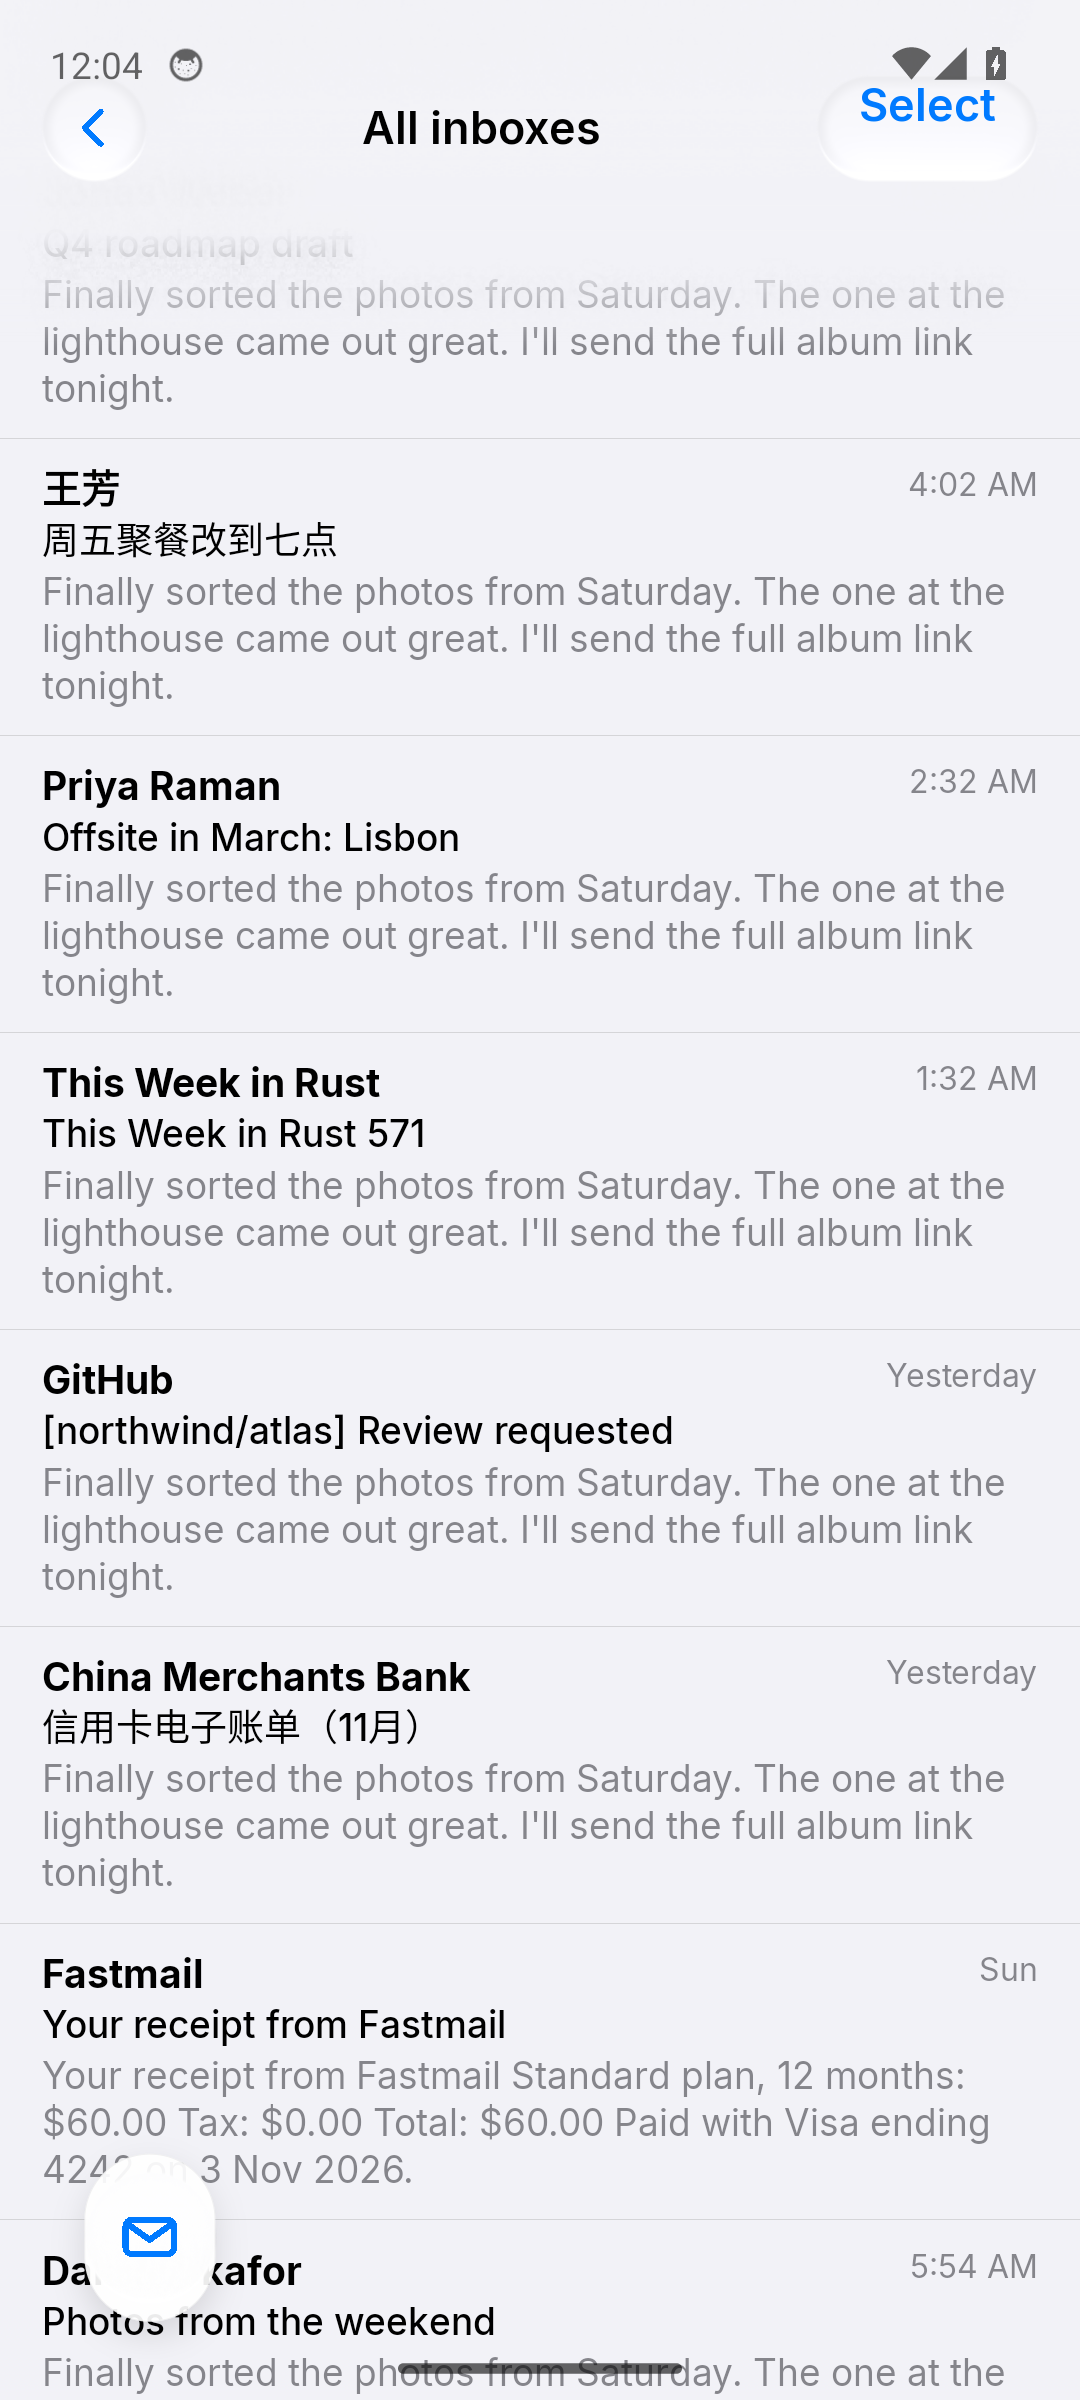 12:04
Select
All inboxes
Q4 roadmap draft
Finally sorted the photos from Saturday. The one at the
lighthouse came out great. I'll send the full album link
tonight.
王芳
4:02 AM
周五聚餐改到七点
Finally sorted the photos from Saturday. The one at the
lighthouse came out great. I'll send the full album link
tonight.
Priya Raman
2:32 AM
Offsite in March: Lisbon
Finally sorted the photos from Saturday. The one at the
lighthouse came out great. I'll send the full album link
tonight.
This Week in Rust
1:32 AM
This Week in Rust 571
Finally sorted the photos from Saturday. The one at the
lighthouse came out great. I'll send the full album link
tonight.
GitHub
Yesterday
[northwind/atlas] Review requested
Finally sorted the photos from Saturday. The one at the
lighthouse came out great. I'll send the full album link
tonight.
China Merchants Bank
Yesterday
信用卡电子账单（11月）
Finally sorted the photos from Saturday. The one at the
lighthouse came out great. I'll send the full album link
tonight.
Fastmail
Sun
Your receipt from Fastmail
Your receipt from Fastmail Standard plan, 12 months:
$60.00 Tax: $0.00 Total: $60.00 Paid with Visa ending
4242 on 3 Nov 2026.
5:54 AM
Photos from the weekend
Finally sorted the photos from Saturday. The one at the